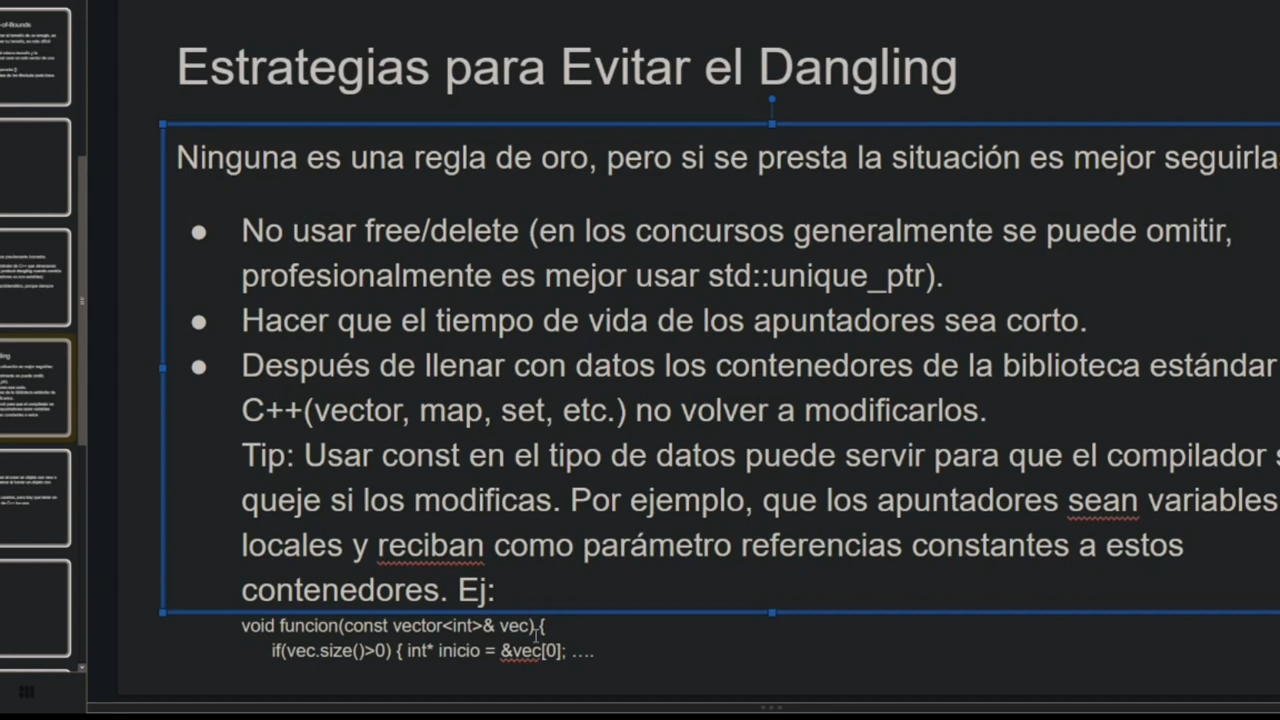 Estrategias para Evitar el Dangling
Ninguna es una regla de oro, pero si se presta la situación es mejor seguirla
● No usar free/delete (en los concursos generalmente se puede omitir,
profesionalmente es mejor usar std::unique_ptr).
● Hacer que el tiempo de vida de los apuntadores sea corto.
● Después de llenar con datos los contenedores de la biblioteca estándar
C++(vector, map, set, etc.) no volver a modificarlos.
Tip: Usar const en el tipo de datos puede servir para que el compilador s
queje si los modificas. Por ejemplo, que los apuntadores sean variables
locales y reciban como parámetro referencias constantes a estos
contenedores. Ej:
void funcion(const vector<int>& vec) {
if(vec.size()>0) { int* inicio = &vec[0]; ....